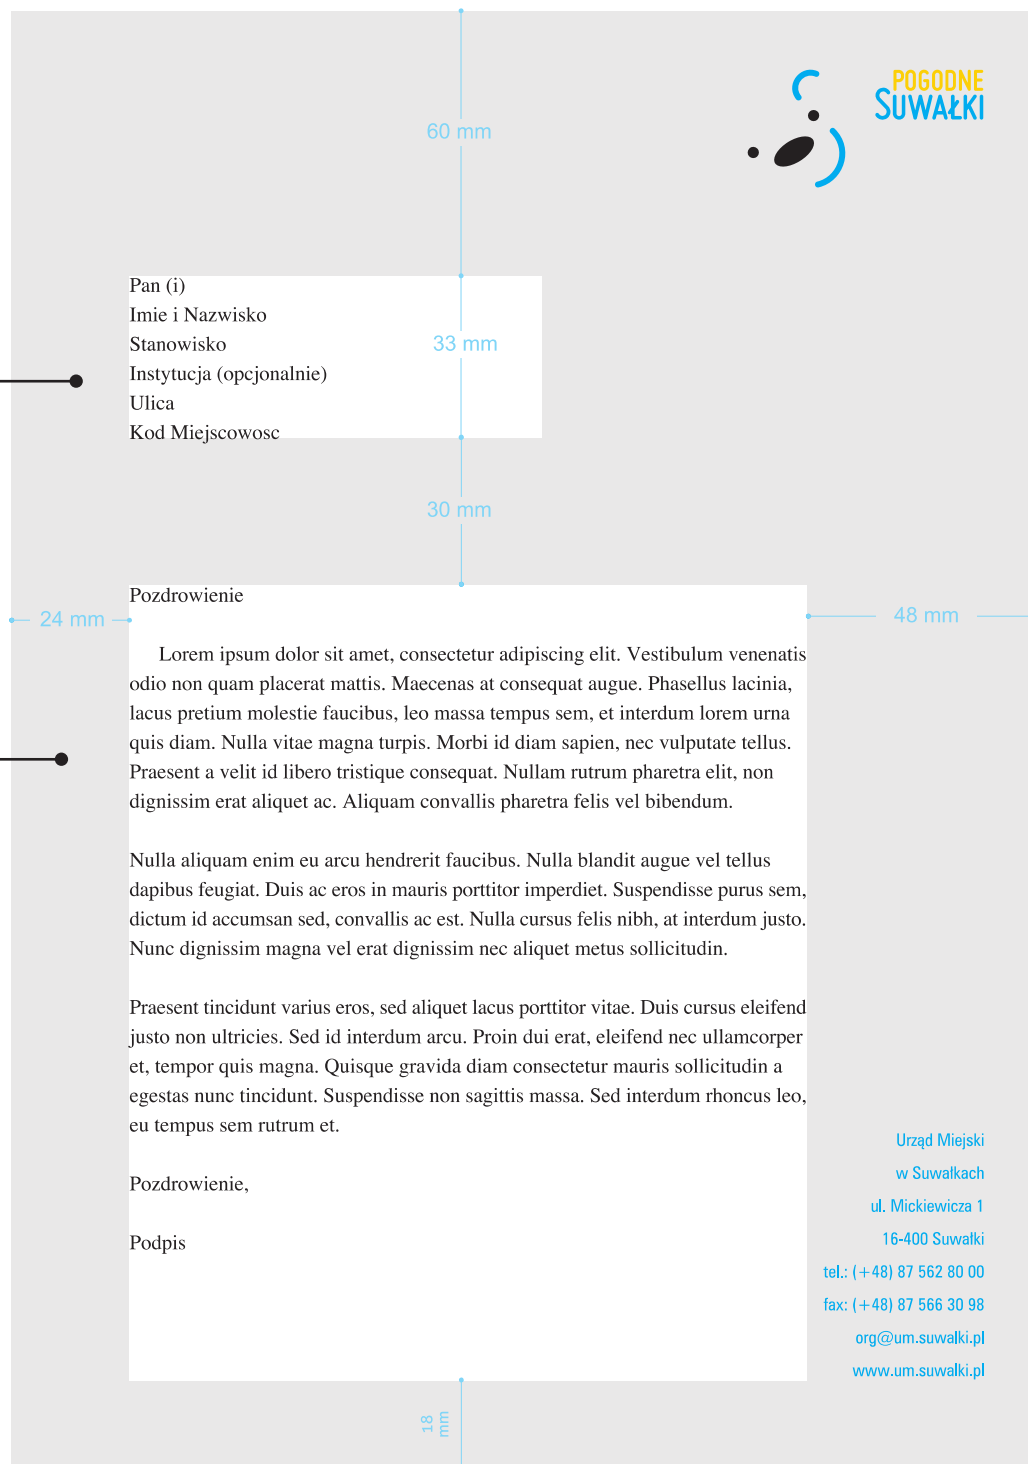 POGODNE
SUWAŁKI
60 mm
Pan (i)
Imie i Nazwisko
Stanowisko
33 mm
Instytucja (opcjonalnie)
Ulica
Kod Miejscowosc
30 mm
Pozdrowienie
24 mm
48 mm
Lorem ipsum dolor sit amet, consectetur adipiscing elit. Vestibulum venenatis
odio non quam placerat mattis. Maecenas at consequat augue. Phasellus lacinia,
lacus pretium molestie faucibus, leo massa tempus sem, et interdum lorem urna
quis diam. Nulla vitae magna turpis. Morbi id diam sapien, nec vulputate tellus.
Praesent a velit id libero tristique consequat. Nullam rutrum pharetra elit, non
dignissim erat aliquet ac. Aliquam convallis pharetra felis vel bibendum.
Nulla aliquam enim eu arcu hendrerit faucibus. Nulla blandit augue vel tellus
dapibus feugiat. Duis ac eros in mauris porttitor imperdiet. Suspendisse purus sem,
dictum id accumsan sed, convallis ac est. Nulla cursus felis nibh, at interdum justo.
Nunc dignissim magna vel erat dignissim nec aliquet metus sollicitudin.
Praesent tincidunt varius eros, sed aliquet lacus porttitor vitae. Duis cursus eleifend
justo non ultricies. Sed id interdum arcu. Proin dui erat, eleifend nec ullamcorper
et, tempor quis magna. Quisque gravida diam consectetur mauris sollicitudin a
egestas nunc tincidunt. Suspendisse non sagittis massa. Sed interdum rhoncus leo,
eu tempus sem rutrum et.
Pozdrowienie,
Podpis
Urząd Miejski
w Suwałkach
ul. Mickiewicza 1
16-400 Suwałki
tel.: (+48) 87 562 80 00
fax: (+48) 87 566 30 98
org@um.suwalki.pl
www.um.suwalki.pl
18
mm